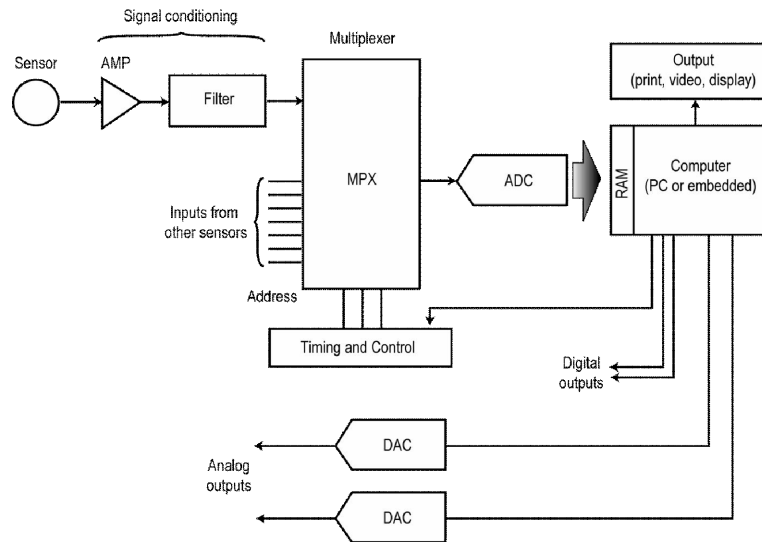 Signal conditioning
Multiplexer
Sensor
AMP
Output
(print, video, display)
Filter
MPX
ADC
RAM
Computer
(PC or embedded)
Inputs from
other sensors
Address
Timing and Control
Digital
outputs
DAC
Analog
outputs
DAC